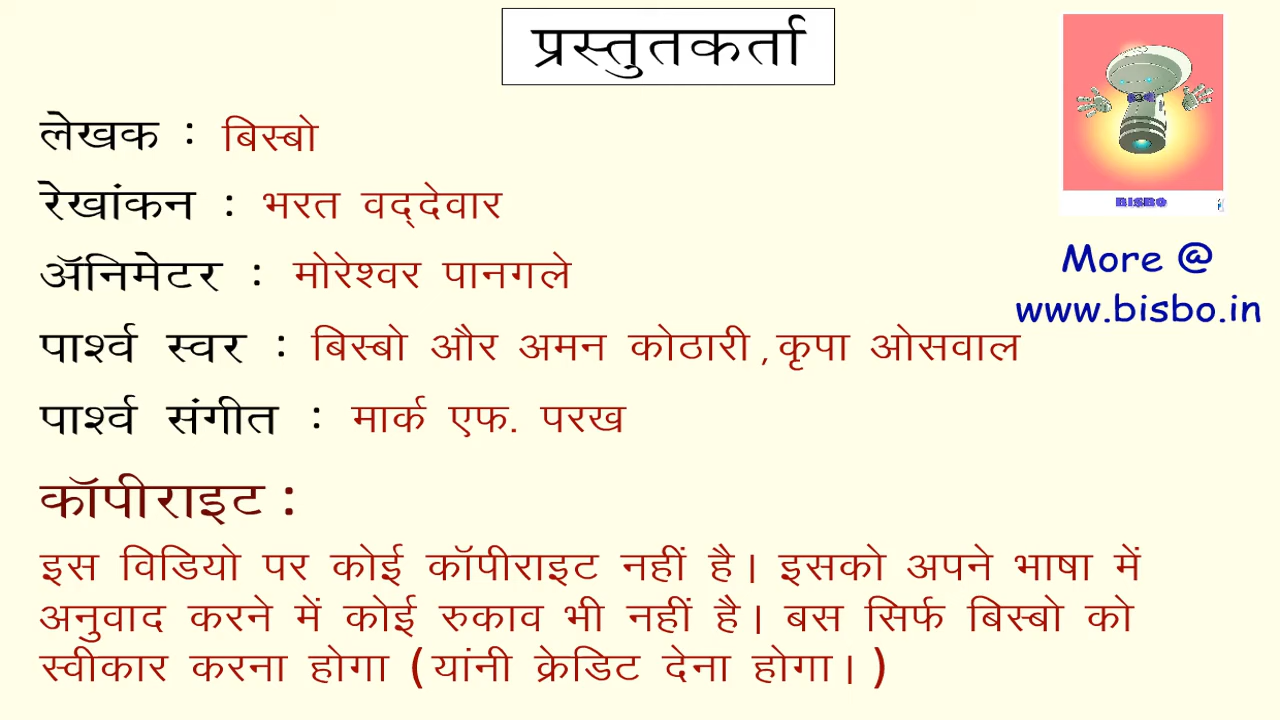 प्रस्तुतकर्ता
लेखक : बिस्बो
रेखांकन : भरत वद्देवार
ॲनिमेटर : मोरेश्वर पानगले
पार्श्व स्वर : बिस्बो और अमन कोठारी ,कृपा ओसवाल
पार्श्व संगीत : मार्क एफ. परख
कॉपीराइट :
इस विडियो पर कोई कॉपीराइट नहीं है। इसको अपने भाषा में
अनुवाद करने में कोई रुकाव भी नहीं है। बस सिर्फ बिस्बो को
स्वीकार करना होगा (यांनी क्रेडिट देना होगा। )
BISBO
More @
www.bisbo.in